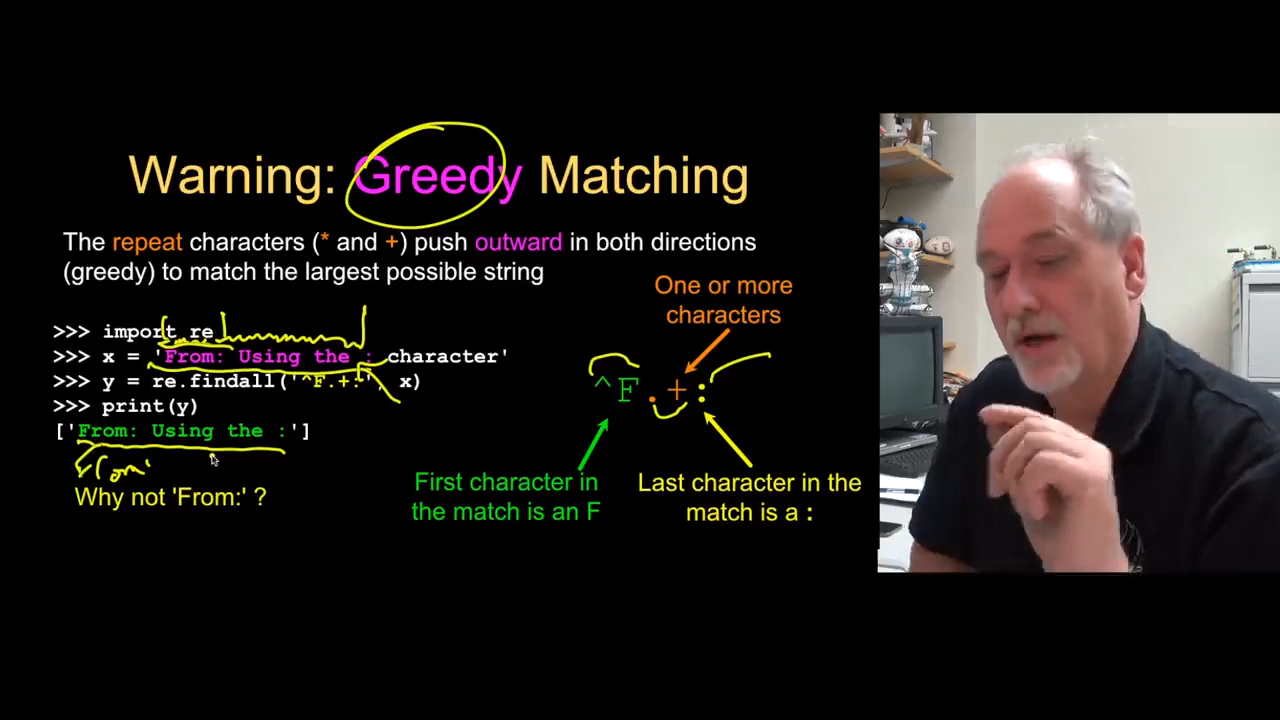 Warning: Greedy Matching
The repeat characters (* and +) push outward in both directions
(greedy) to match the largest possible string
>>> import re
>>> x = 'From: Using the : character'
>>> y = re.findall('^F.+:', x)
>>> print(y)
['From: Using the :']
From:
Why not 'From:' ?
One or more
characters
^F.+:
First character in
the match is an F
Last character in the
match is a :